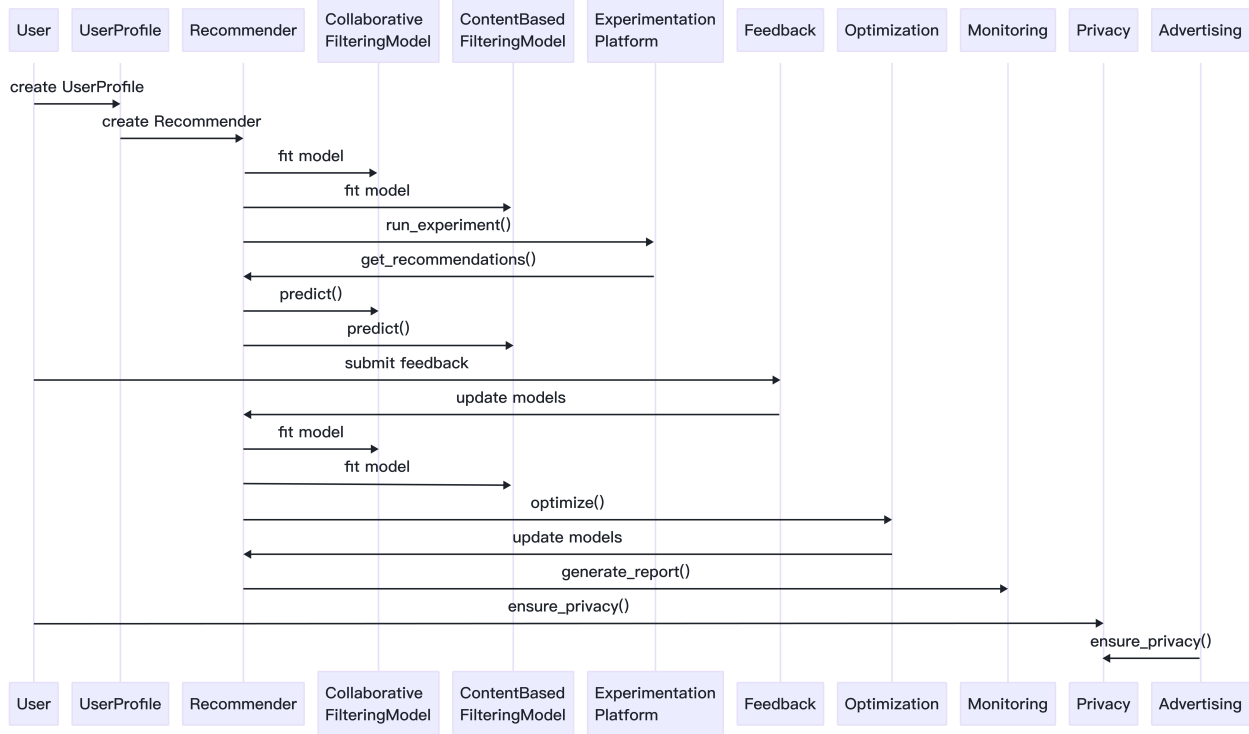 User
UserProfile
Recommender
Collaborative
FilteringModel
ContentBased
FilteringModel
Experimentation
Platform
Feedback
Optimization
Monitoring
Privacy
Advertising
create UserProfile
create Recommender
fit model
fit model
run_experiment()
get_recommendations()
predict()
predict()
submit feedback
update models
fit model
fit model
optimize()
update models
generate_report()
ensure_privacy()
ensure_privacy()
User
UserProfile
Recommender
Collaborative
FilteringModel
ContentBased
FilteringModel
Experimentation
Platform
Feedback
Optimization
Monitoring
Privacy
Advertising